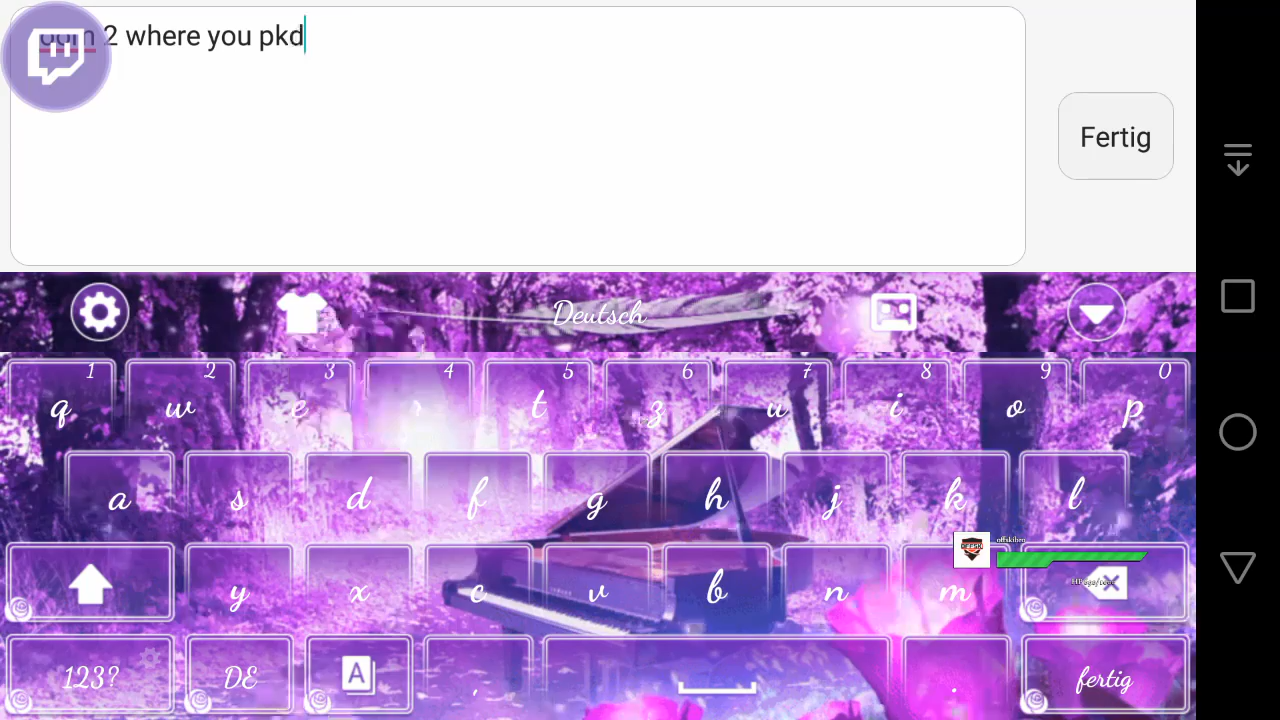 2 where you pkd
Fertig
Deutsch
1 2 3 4 5 6 7 8 9 0
q w e r t z u i o p
a s d f g h j k l
offskibro
y x c v b n m
123? DE A , . fertig